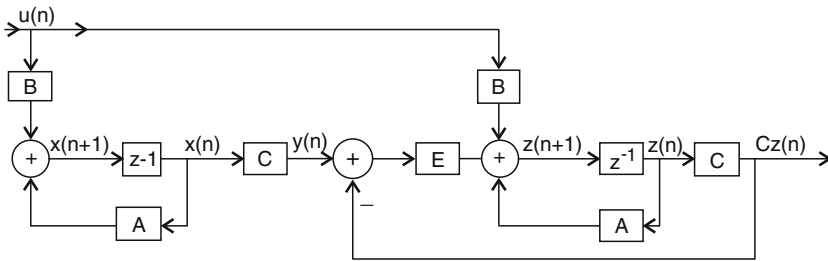 u(n)
B
B
x(n+1)
x(n)
y(n)
z(n+1)
z(n)
Cz(n)
+
z-1
C
+
E
+
z⁻¹
C
–
A
A